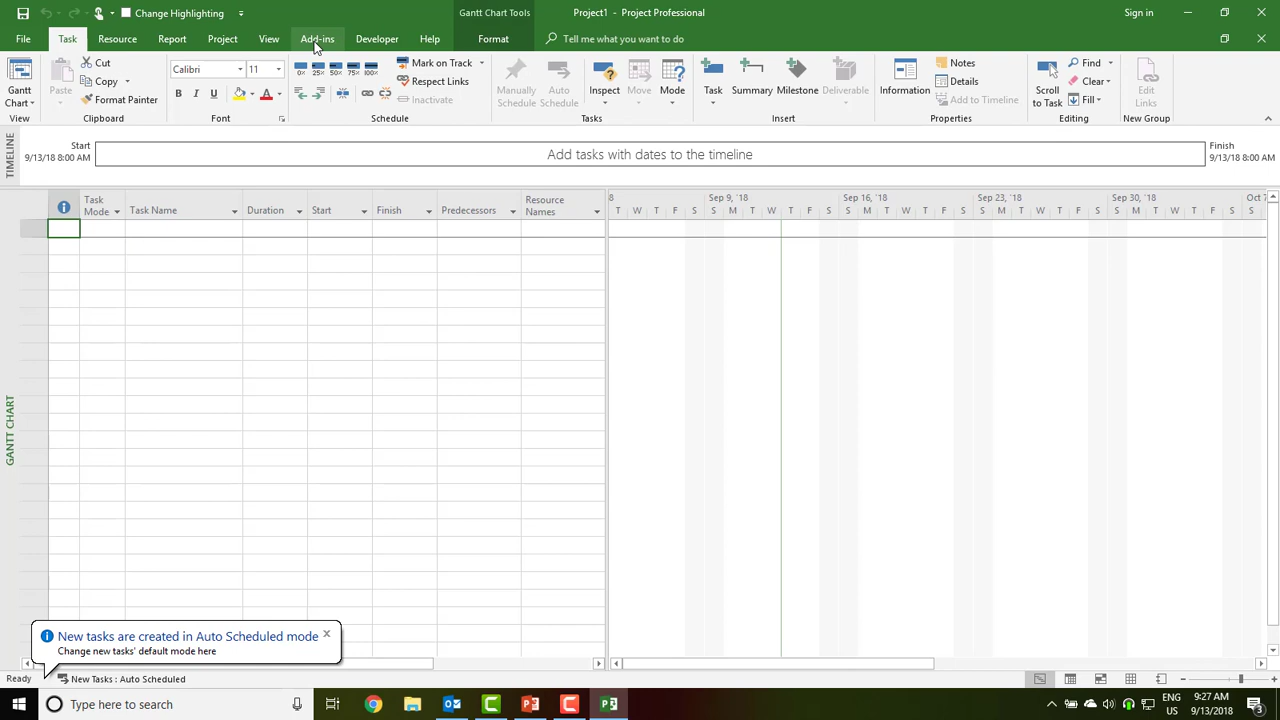 Change Highlighting
Gantt Chart Tools
Project1 - Project Professional
Sign in
File
Task
Resource
Report
Project
View
Add-ins
Developer
Help
Format
Tell me what you want to do
Gantt
Chart
View
Paste
Cut
Copy
Format Painter
Clipboard
Calibri
11
B I U
A
Font
0% 25% 50% 75% 100%
Mark on Track
Respect Links
Inactivate
Schedule
Manually
Schedule
Auto
Schedule
Inspect
Move
Mode
Tasks
Task
Summary
Milestone
Deliverable
Insert
Information
Notes
Details
Add to Timeline
Properties
Scroll
to Task
Find
Clear
Fill
Editing
Edit
Links
New Group
TIMELINE
Start
9/13/18 8:00 AM
Add tasks with dates to the timeline
Finish
9/13/18 8:00 AM
Task
Mode
Task Name
Duration
Start
Finish
Predecessors
Resource
Names
8
Sep 9, '18
Sep 16, '18
Sep 23, '18
Sep 30, '18
Oct 7
T W T F S S M T W T F S S M T W T F S S M T W T F S S M T W T F S S
GANTT CHART
New tasks are created in Auto Scheduled mode
Change new tasks' default mode here
Ready
New Tasks : Auto Scheduled
Type here to search
ENG
US
9:27 AM
9/13/2018
3